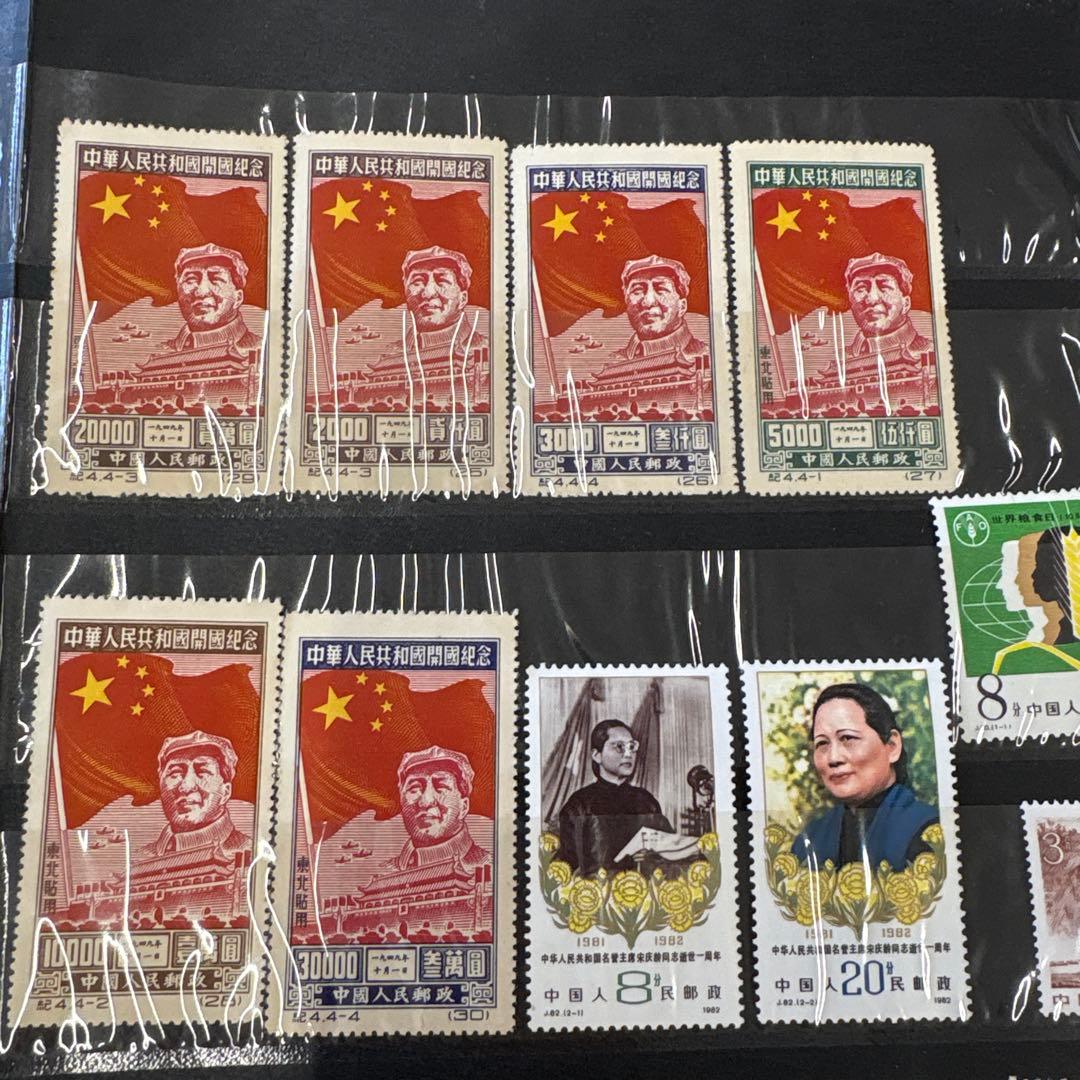 中華人民共和國開國紀念
20000
一九四九年
十月一日
貳萬圓
中國人民郵政
紀4.4-3
(29)
中華人民共和國開國紀念
2000
一九四九年
十月一日
貳仟圓
中國人民郵政
紀4.4-3
中華人民共和國開國紀念
3000
一九四九年
十月一日
叁仟圓
中國人民郵政
紀4.4-4
(26)
中華人民共和國開國紀念
東北貼用
5000
一九四九年
十月一日
伍仟圓
中國人民郵政
紀4.4-1
(27)
FAO
世界粮食日
8分
中国人
中華人民共和國開國紀念
東北貼用
10000
壹萬圓
中國人民郵政
紀4.4-2
(28)
中華人民共和國開國紀念
東北貼用
30000
一九四九年
十月一日
叁萬圓
中國人民郵政
紀4.4-4
(30)
1981 1982
中华人民共和国名誉主席宋庆龄同志逝世一周年
中国人8分民邮政
J.82.(2-1)
1982
1981 1982
中华人民共和国名誉主席宋庆龄同志逝世一周年
中国人20分民邮政
J.82.(2-2)
1982
3
中